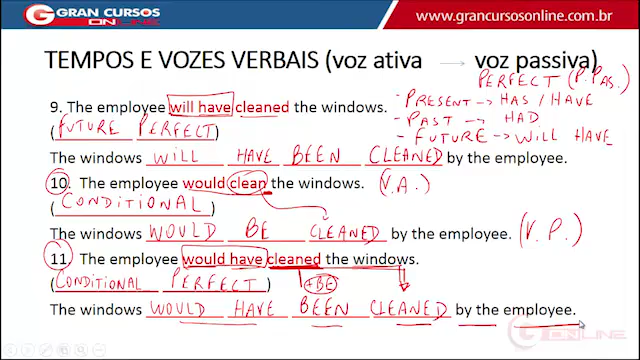 GRAN CURSOS
ONLINE
www.grancursosonline.com.br
TEMPOS E VOZES VERBAIS (voz ativa → voz passiva)
PERFECT (P.PAS.)
- PRESENT → HAS / HAVE
- PAST → HAD
- FUTURE → WILL HAVE
9. The employee will have cleaned the windows.
(FUTURE PERFECT)
The windows WILL HAVE BEEN CLEANED by the employee.
10. The employee would clean the windows. (V.A.)
(CONDITIONAL)
The windows WOULD BE CLEANED by the employee. (V. P.)
11. The employee would have cleaned the windows.
(CONDITIONAL PERFECT) +BE
The windows WOULD HAVE BEEN CLEANED by the employee.
GRAN CURSOS
ONLINE